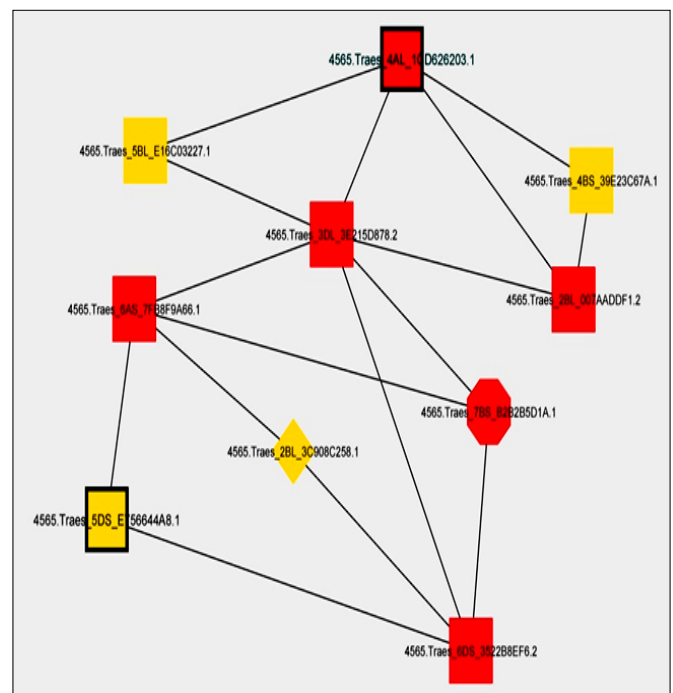 4565.Traes_4AL_10D626203.1
4565.Traes_5BL_E16C03227.1
4565.Traes_4BS_39E23C67A.1
4565.Traes_3DL_3E215D878.2
4565.Traes_2BL_007AADDF1.2
4565.Traes_6AS_7FB8F9A66.1
4565.Traes_7BS_B2B2B5D1A.1
4565.Traes_2BL_3C908C258.1
4565.Traes_5DS_E756644A8.1
4565.Traes_6DS_3522B8EF6.2